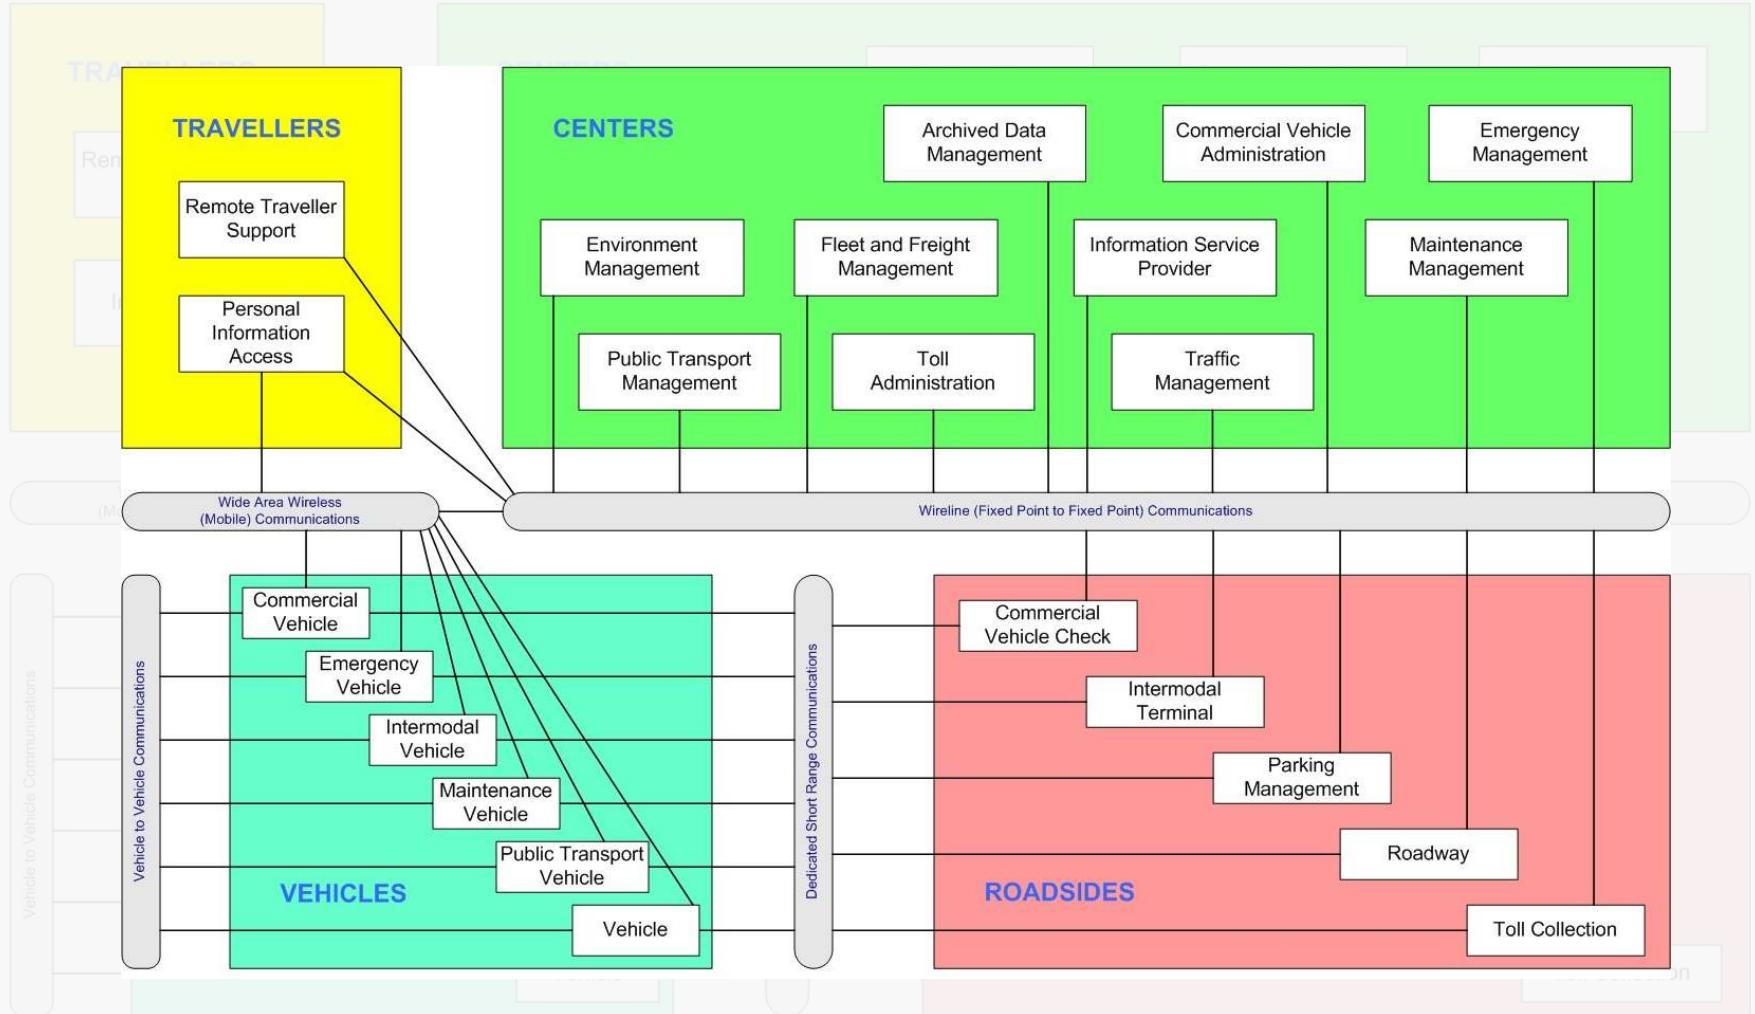 TRAVELLERS
Remote Traveller
Support
Personal
Information
Access
CENTERS
Archived Data
Management
Commercial Vehicle
Administration
Emergency
Management
Environment
Management
Fleet and Freight
Management
Information Service
Provider
Maintenance
Management
Public Transport
Management
Toll
Administration
Traffic
Management
Wide Area Wireless
(Mobile) Communications
Wireline (Fixed Point to Fixed Point) Communications
Vehicle to Vehicle Communications
Commercial
Vehicle
Emergency
Vehicle
Intermodal
Vehicle
Maintenance
Vehicle
Public Transport
Vehicle
Vehicle
VEHICLES
Dedicated Short Range Communications
Commercial
Vehicle Check
Intermodal
Terminal
Parking
Management
Roadway
Toll Collection
ROADSIDES
Vehicle to Vehicle Communications